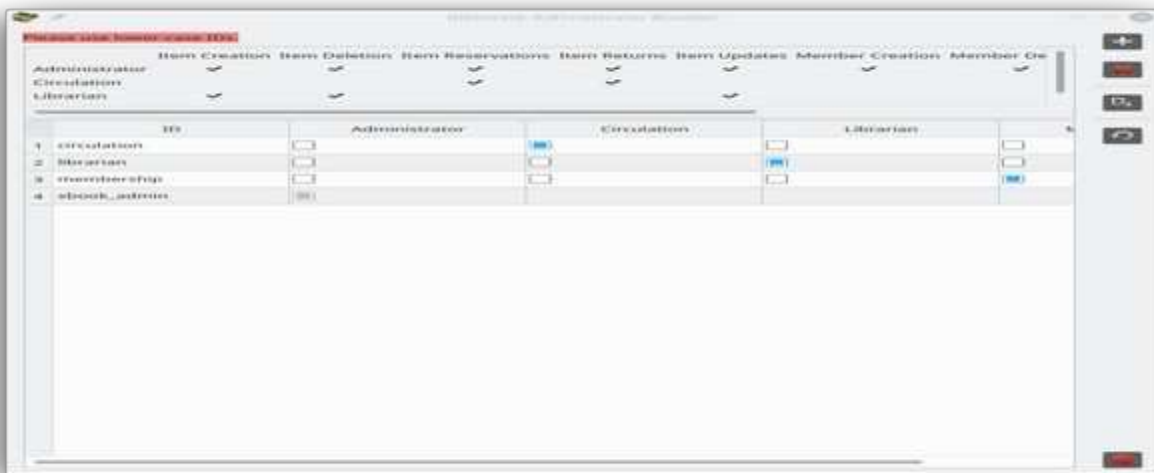 Please use lower-case IDs.
Item Creation Item Deletion Item Reservations Item Returns Item Updates Member Creation Member De
Administrator
Circulation
Librarian
ID Administrator Circulation Librarian
1 circulation
2 librarian
3 membership
4 xbook_admin